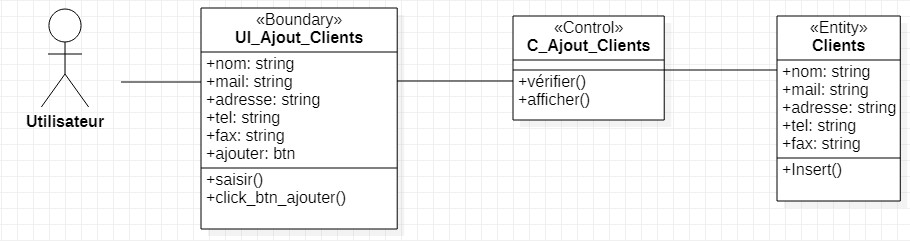 Utilisateur
«Boundary»
UI_Ajout_Clients
+nom: string
+mail: string
+adresse: string
+tel: string
+fax: string
+ajouter: btn
+saisir()
+click_btn_ajouter()
«Control»
C_Ajout_Clients
+vérifier()
+afficher()
«Entity»
Clients
+nom: string
+mail: string
+adresse: string
+tel: string
+fax: string
+Insert()